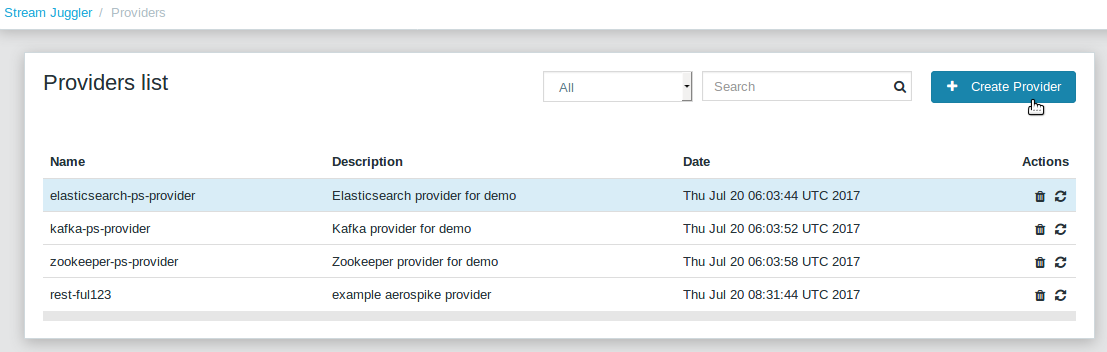 Stream Juggler / Providers
Providers list
All
Search
Create Provider
Name Description Date Actions
elasticsearch-ps-provider Elasticsearch provider for demo Thu Jul 20 06:03:44 UTC 2017
kafka-ps-provider Kafka provider for demo Thu Jul 20 06:03:52 UTC 2017
zookeeper-ps-provider Zookeeper provider for demo Thu Jul 20 06:03:58 UTC 2017
rest-ful123 example aerospike provider Thu Jul 20 08:31:44 UTC 2017